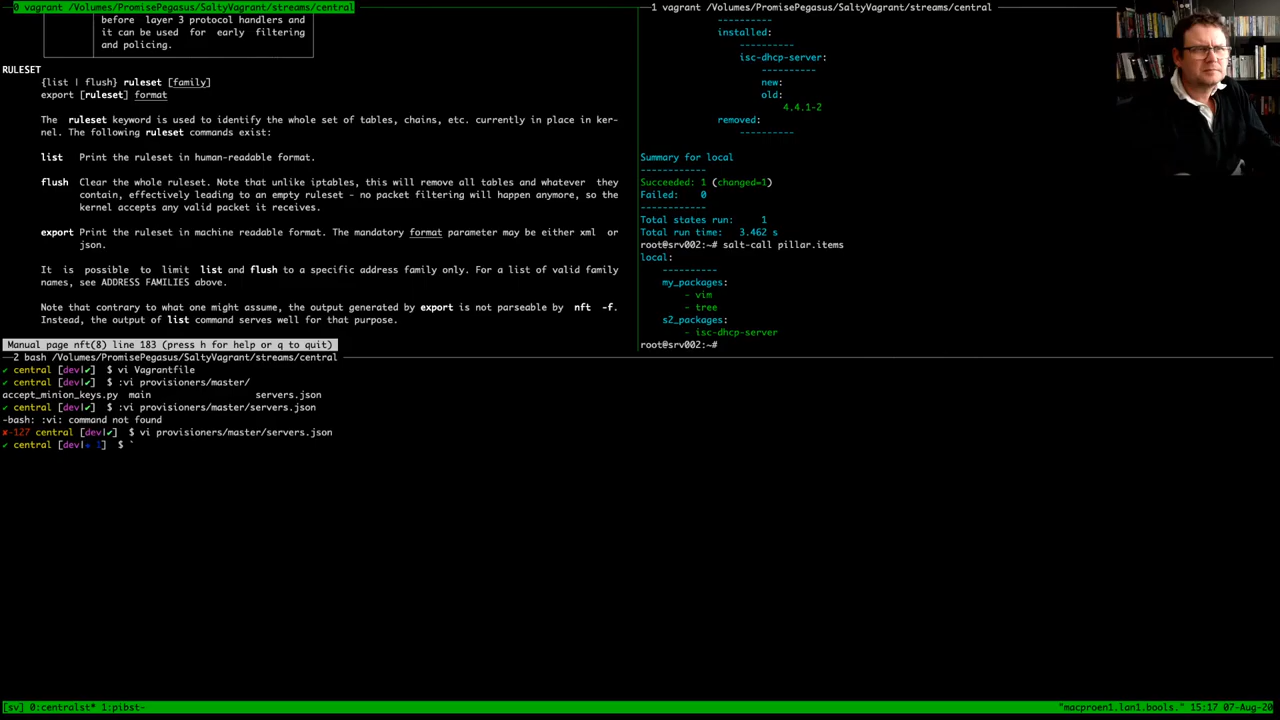 0 vagrant /Volumes/PromisePegasus/SaltyVagrant/streams/central
before layer 3 protocol handlers and
it can be used for early filtering
and policing.
RULESET
{list | flush} ruleset [family]
export [ruleset] format
The ruleset keyword is used to identify the whole set of tables, chains, etc. currently in place in ker-
nel. The following ruleset commands exist:
list Print the ruleset in human-readable format.
flush Clear the whole ruleset. Note that unlike iptables, this will remove all tables and whatever they
contain, effectively leading to an empty ruleset - no packet filtering will happen anymore, so the
kernel accepts any valid packet it receives.
export Print the ruleset in machine readable format. The mandatory format parameter may be either xml or
json.
It is possible to limit list and flush to a specific address family only. For a list of valid family
names, see ADDRESS FAMILIES above.
Note that contrary to what one might assume, the output generated by export is not parseable by nft -f.
Instead, the output of list command serves well for that purpose.
Manual page nft(8) line 183 (press h for help or q to quit)
1 vagrant /Volumes/PromisePegasus/SaltyVagrant/streams/central
----------
installed:
----------
isc-dhcp-server:
----------
new:
old:
4.4.1-2
removed:
----------
Summary for local
------------
Succeeded: 1 (changed=1)
Failed: 0
------------
Total states run: 1
Total run time: 3.462 s
root@srv002:~# salt-call pillar.items
local:
----------
my_packages:
- vim
- tree
s2_packages:
- isc-dhcp-server
root@srv002:~#
2 bash /Volumes/PromisePegasus/SaltyVagrant/streams/central
✔ central [dev|✔] $ vi Vagrantfile
✔ central [dev|✔] $ :vi provisioners/master/
accept_minion_keys.py main servers.json
✔ central [dev|✔] $ :vi provisioners/master/servers.json
-bash: :vi: command not found
✘-127 central [dev|✔] $ vi provisioners/master/servers.json
✔ central [dev|✚ 1] $ `
[sv] 0:centralst* 1:pibst-
"macproen1.lan1.bools." 15:17 07-Aug-20